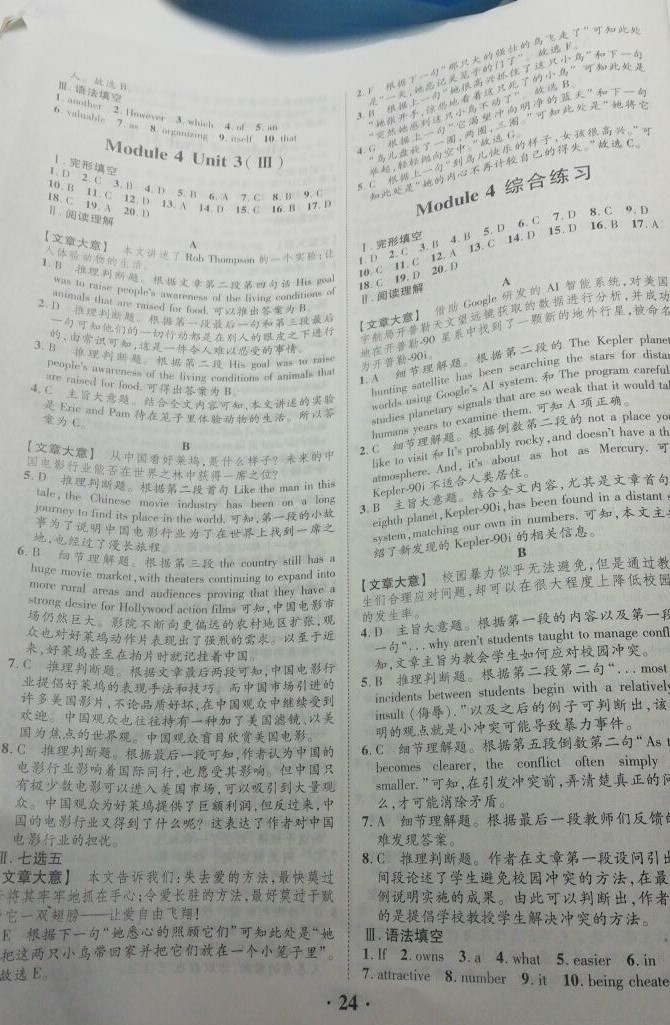 人。故选B.
Ⅲ. 语法填空
1. another 2. However 3. which 4. of 5. an
6. valuable 7. as 8. organizing 9. itself 10. that
Module 4 Unit 3(Ⅲ)
Ⅰ. 完形填空
1. D 2. C 3. B 4. D 5. B 6. A 7. C 8. B 9. C
10. B 11. C 12. D 13. A 14. D 15. C 16. B 17. D
18. C 19. A 20. D
Ⅱ. 阅读理解
A
【文章大意】 本文讲述了 Rob Thompson 的一个实验:让
人体验动物的生活。
1. B 推理判断题。根据文章第二段第四句话 His goal
was to raise people's awareness of the living conditions of
animals that are raised for food. 可以推出答案为 B。
2. D 推理判断题。根据第一段最后一句和第三段最后
一句可知他们的一切行动都是在别人的眼皮之下进行
的,由常识可知,这是一件令人难以忍受的事情。
3. B 推理判断题。根据第二段 His goal was to raise
people's awareness of the living conditions of animals that
are raised for food. 可得出答案为 B。
4. C 主旨大意题。结合全文内容可知,本文讲述的实验
是 Eric and Pam 待在笼子里体验动物的生活。所以答
案为 C。
B
【文章大意】 从中国看好莱坞,是什么样子?未来的中
国电影行业能否在世界之林中获得一席之位?
5. D 推理判断题。根据第二段首句 Like the man in this
tale, the Chinese movie industry has been on a long
journey to find its place in the world. 可知,第一段的小故
事为了说明中国电影行业为了在世界上找到一席之
地,也经过了漫长旅程。
6. B 细节理解题。根据第三段 the country still has a
huge movie market, with theaters continuing to expand into
more rural areas and audiences proving that they have a
strong desire for Hollywood action films 可知,中国电影市
场仍然巨大。影院不断向更偏远的农村地区扩张,观
众也对好莱坞动作片表现出了强烈的需求。以至于近
来,好莱坞甚至在拍片时就记挂着中国。
7. C 推理判断题。根据文章最后两段可知,中国电影行
业提倡好莱坞的表现手法和技巧。而中国市场引进的
许多美国影片,不论品质好坏,在中国观众中继续受到
欢迎。中国观众也往往持有一种加了美国滤镜、以美
国为焦点的世界观。中国观众盲目欣赏美国电影。
8. C 推理判断题。根据最后一段可知,作者认为中国的
电影行业影响着国际同行,也愿受其影响。但中国只
有极少数电影可以进入美国市场,可以吸引到大量观
众。中国观众为好莱坞提供了巨额利润,但反过来,中
国的电影行业又得到了什么呢?这表达了作者对中国
电影行业的担忧。
Ⅱ. 七选五
文章大意】 本文告诉我们:失去爱的方法,最快莫过
于将其牢牢地抓在手心;令爱长驻的方法,最好莫过于赋
它一双翅膀——让爱自由飞翔!
E 根据下一句“她悉心的照顾它们”可知此处是“她
把这两只小鸟带回家并把它们放在一个小笼子里”。
故选 E。
2. F 根据下一句“那只大的强壮的鸟飞走了”可知此处
是“一天,她忘记关笼子的门了”。故选 F。
3. B 根据上一句“她很高兴抓住了这只小鸟”和下一句
“她张开手,惊恐地看着这只死了的小鸟”可知此处是
“突然她感到这只小鸟不动了”。故选 B。
4. G 根据上一句“它渴望冲向明净的蓝天”和下一句
“鸟儿盘旋了一圈,两圈,三圈。”可知此处是“她将它
举起,轻轻抛向空中。”故选 G。
5. C 根据上一句“到鸟儿快乐的样子,女孩很高兴。”可
知此处是“她的内心不再计较自己的得失。”故选 C。
Module 4 综合练习
Ⅰ. 完形填空
1. D 2. C 3. B 4. B 5. D 6. C 7. D 8. C 9. D
10. C 11. C 12. A 13. C 14. D 15. D 16. B 17. A
18. C 19. D 20. D
Ⅱ. 阅读理解
A
【文章大意】 借助 Google 研发的 AI 智能系统,对美国
宇航局开普勒天文望远镜获取的数据进行分析,并成功
地在开普勒-90 星系中找到了一颗新的地外行星,被命名
为开普勒-90i。
1. A 细节理解题。根据第二段的 The Kepler plane
hunting satellite has been searching the stars for distan
worlds using Google's AI system. 和 The program careful
studies planetary signals that are so weak that it would tal
humans years to examine them. 可知 A 项正确。
2. C 细节理解题。根据倒数第二段的 not a place yo
like to visit 和 It's probably rocky, and doesn't have a th
atmosphere. And, it's about as hot as Mercury. 可
Kepler-90i 不适合人类居住。
3. B 主旨大意题。结合全文内容,尤其是文章首句
eighth planet, Kepler-90i, has been found in a distant s
system, matching our own in numbers. 可知,本文主
绍了新发现的 Kepler-90i 的相关信息。
B
【文章大意】 校园暴力似乎无法避免,但是通过教
生们合理应对问题,却可以在很大程度上降低校园
的发生率。
4. D 主旨大意题。根据第一段的内容以及第一段
一句“... why aren't students taught to manage confl
知,文章主旨为教会学生如何应对校园冲突。
5. B 推理判断题。根据第二段第二句“... most
incidents between students begin with a relatively
insult (侮辱).”以及之后的例子可判断出,该
明的观点就是小冲突可能导致暴力事件。
6. C 细节理解题。根据第五段倒数第二句“As t
becomes clearer, the conflict often simply
smaller.”可知,在引发冲突前,弄清楚真正的问
么,才可能消除矛盾。
7. A 细节理解题。根据最后一段教师们反馈的
难发现答案。
8. C 推理判断题。作者在文章第一段设问引出
间段论述了学生避免校园冲突的方法,在最
例说明实施的成果。由此可以判断出,作者
的是提倡学校教授学生解决冲突的方法。
Ⅲ. 语法填空
1. If 2. owns 3. a 4. what 5. easier 6. in
7. attractive 8. number 9. it 10. being cheate
· 24 ·